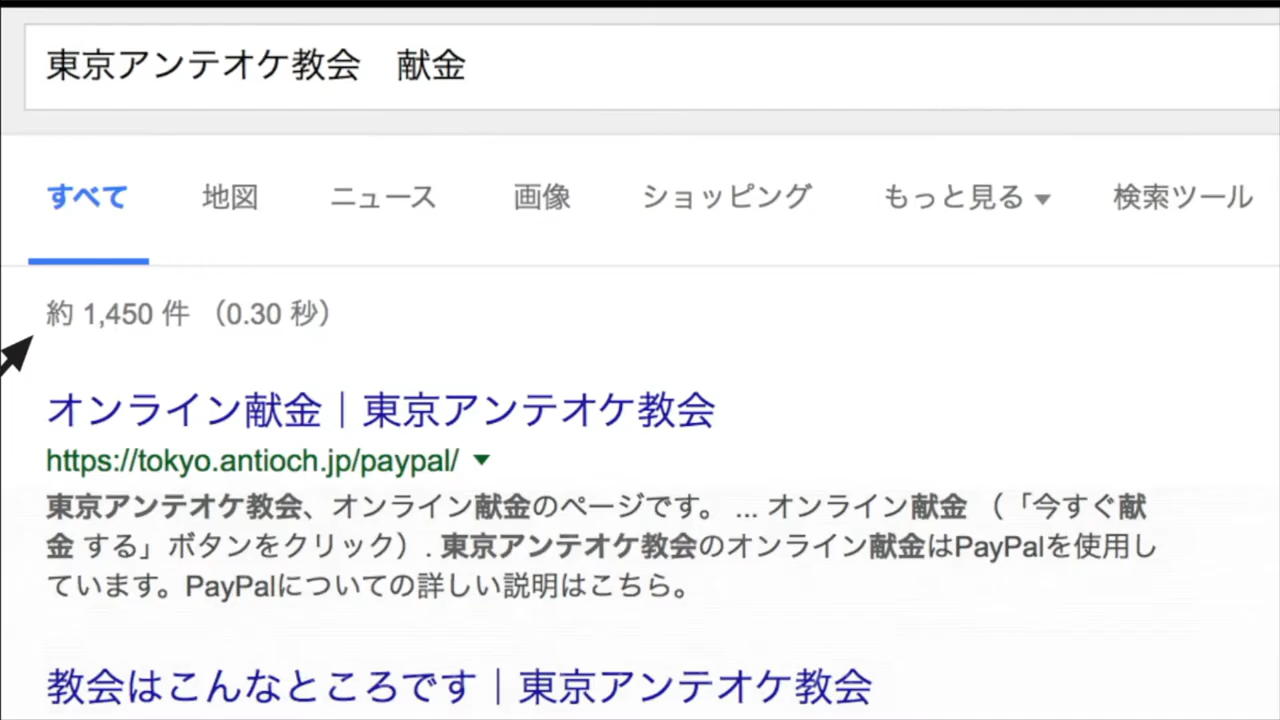 東京アンテオケ教会　献金
すべて 地図 ニュース 画像 ショッピング もっと見る 検索ツール
約 1,450 件 （0.30 秒）
オンライン献金｜東京アンテオケ教会
https://tokyo.antioch.jp/paypal/
東京アンテオケ教会、オンライン献金のページです。 ... オンライン献金 （「今すぐ献
金 する」ボタンをクリック）. 東京アンテオケ教会のオンライン献金はPayPalを使用し
ています。PayPalについての詳しい説明はこちら。
教会はこんなところです｜東京アンテオケ教会